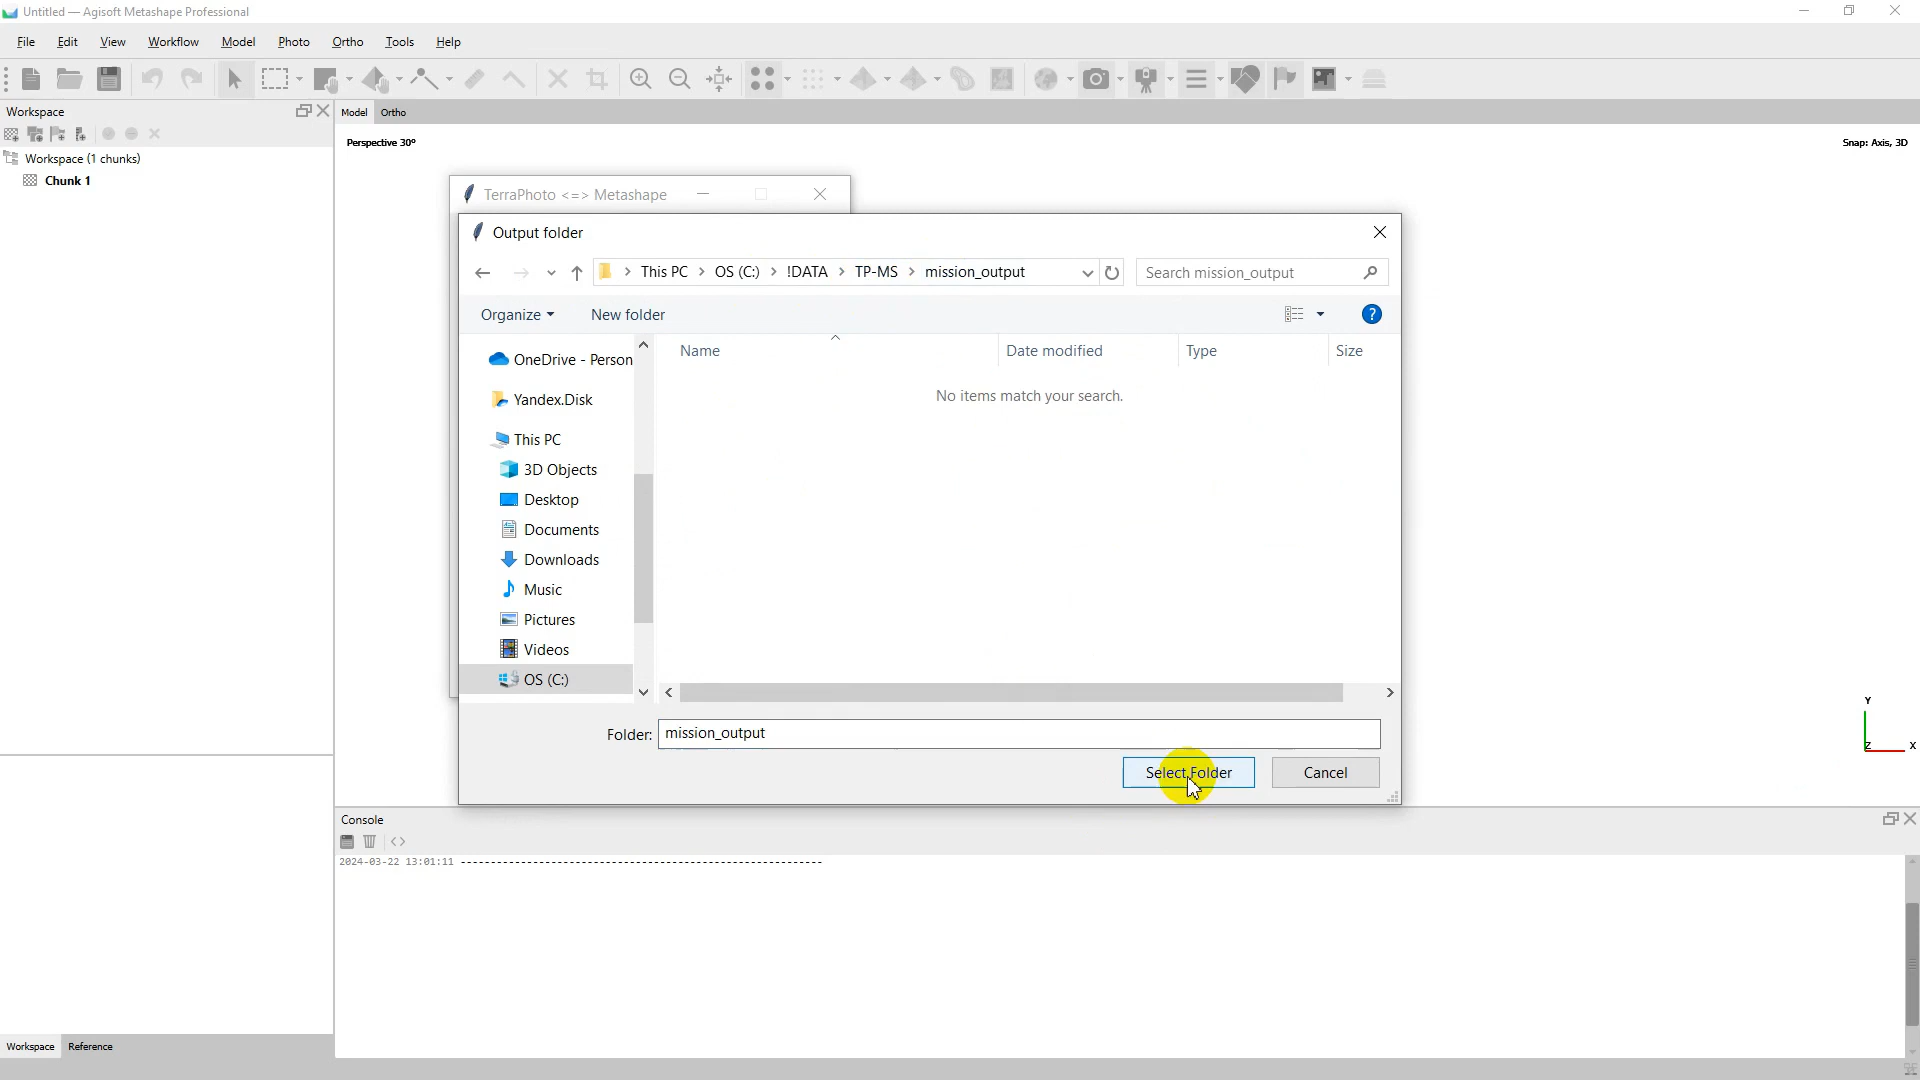 Untitled — Agisoft Metashape Professional
File Edit View Workflow Model Photo Ortho Tools Help
Workspace
Model Ortho
Workspace (1 chunks)
Chunk 1
Perspective 30°
Snap: Axis, 3D
TerraPhoto <=> Metashape
Output folder
This PC > OS (C:) > !DATA > TP-MS > mission_output
Search mission_output
Organize New folder
?
OneDrive - Person
Yandex.Disk
This PC
3D Objects
Desktop
Documents
Downloads
Music
Pictures
Videos
OS (C:)
Name Date modified Type Size
No items match your search.
Folder: mission_output
Select Folder Cancel
Y
Z X
Console
2024-03-22 13:01:11 ------------------------------------------------------------
Workspace Reference